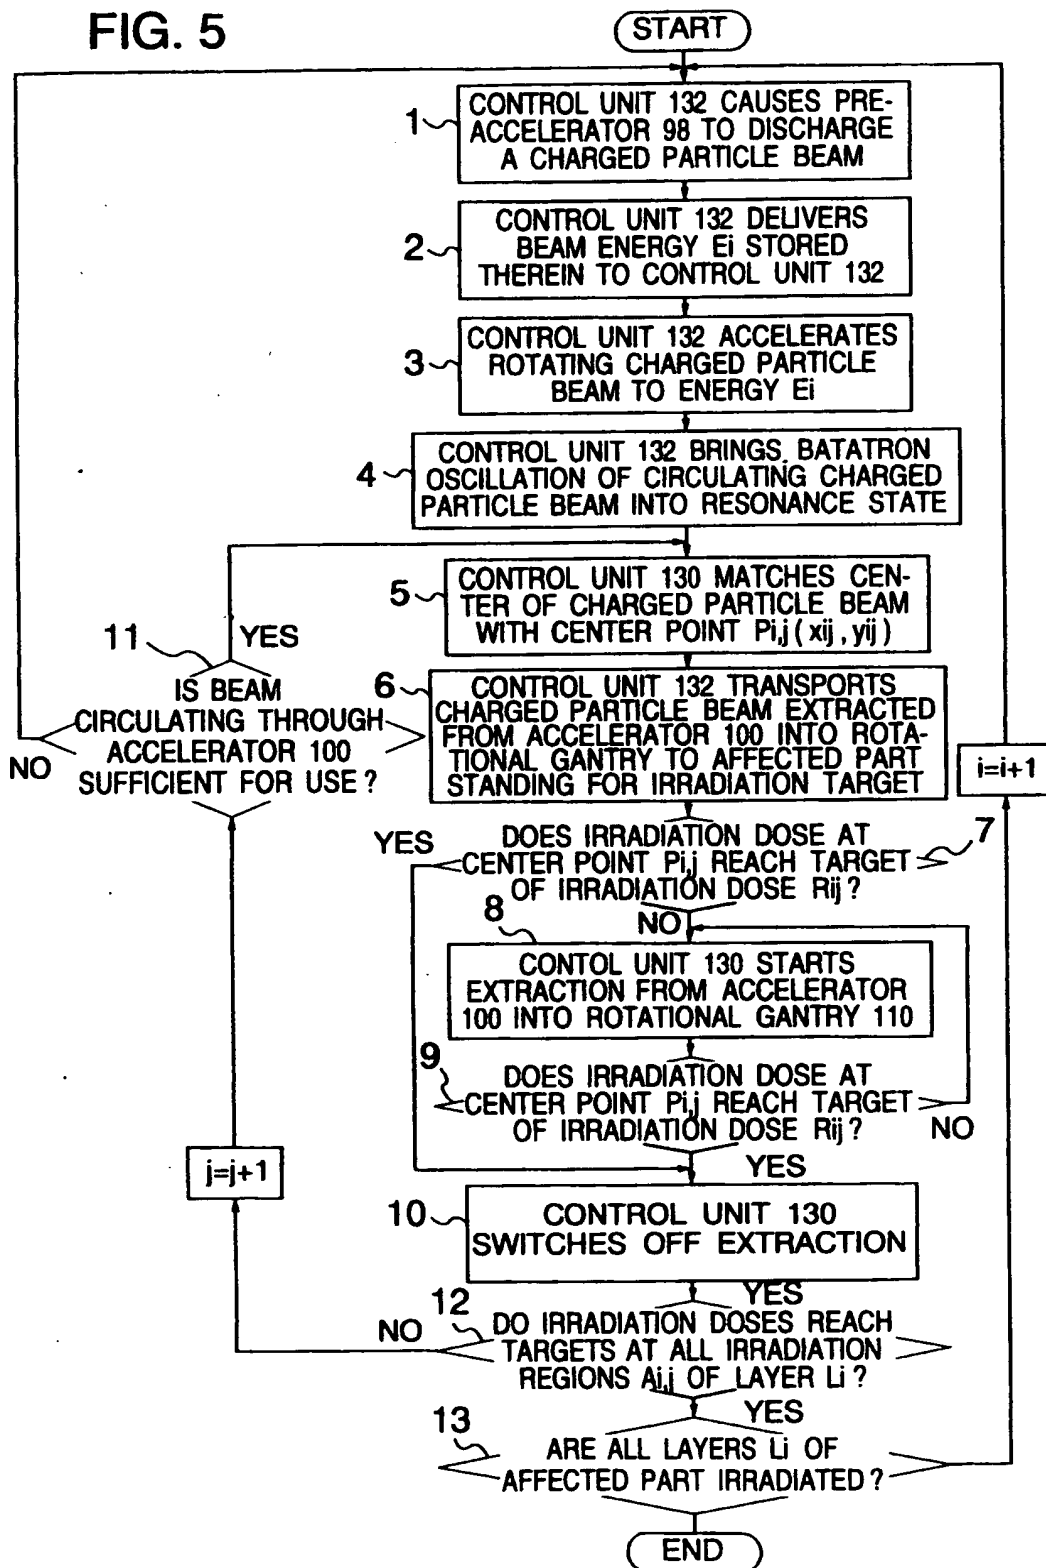 FIG. 5
START
1
CONTROL UNIT 132 CAUSES PRE-
ACCELERATOR 98 TO DISCHARGE
A CHARGED PARTICLE BEAM
2
CONTROL UNIT 132 DELIVERS
BEAM ENERGY Ei STORED
THEREIN TO CONTROL UNIT 132
3
CONTROL UNIT 132 ACCELERATES
ROTATING CHARGED PARTICLE
BEAM TO ENERGY Ei
4
CONTROL UNIT 132 BRINGS BATATRON
OSCILLATION OF CIRCULATING CHARGED
PARTICLE BEAM INTO RESONANCE STATE
5
CONTROL UNIT 130 MATCHES CEN-
TER OF CHARGED PARTICLE BEAM
WITH CENTER POINT Pi,j (xij, yij)
11
YES
IS BEAM
CIRCULATING THROUGH
ACCELERATOR 100
SUFFICIENT FOR USE?
NO
6
CONTROL UNIT 132 TRANSPORTS
CHARGED PARTICLE BEAM EXTRACTED
FROM ACCELERATOR 100 INTO ROTA-
TIONAL GANTRY TO AFFECTED PART
STANDING FOR IRRADIATION TARGET
i=i+1
7
YES
DOES IRRADIATION DOSE AT
CENTER POINT Pi,j REACH TARGET
OF IRRADIATION DOSE Rij?
NO
8
CONTOL UNIT 130 STARTS
EXTRACTION FROM ACCELERATOR
100 INTO ROTATIONAL GANTRY 110
9
DOES IRRADIATION DOSE AT
CENTER POINT Pi,j REACH TARGET
OF IRRADIATION DOSE Rij?
NO
YES
j=j+1
10
CONTROL UNIT 130
SWITCHES OFF EXTRACTION
YES
12
NO
DO IRRADIATION DOSES REACH
TARGETS AT ALL IRRADIATION
REGIONS Ai,j OF LAYER Li?
YES
13
ARE ALL LAYERS Li OF
AFFECTED PART IRRADIATED?
END